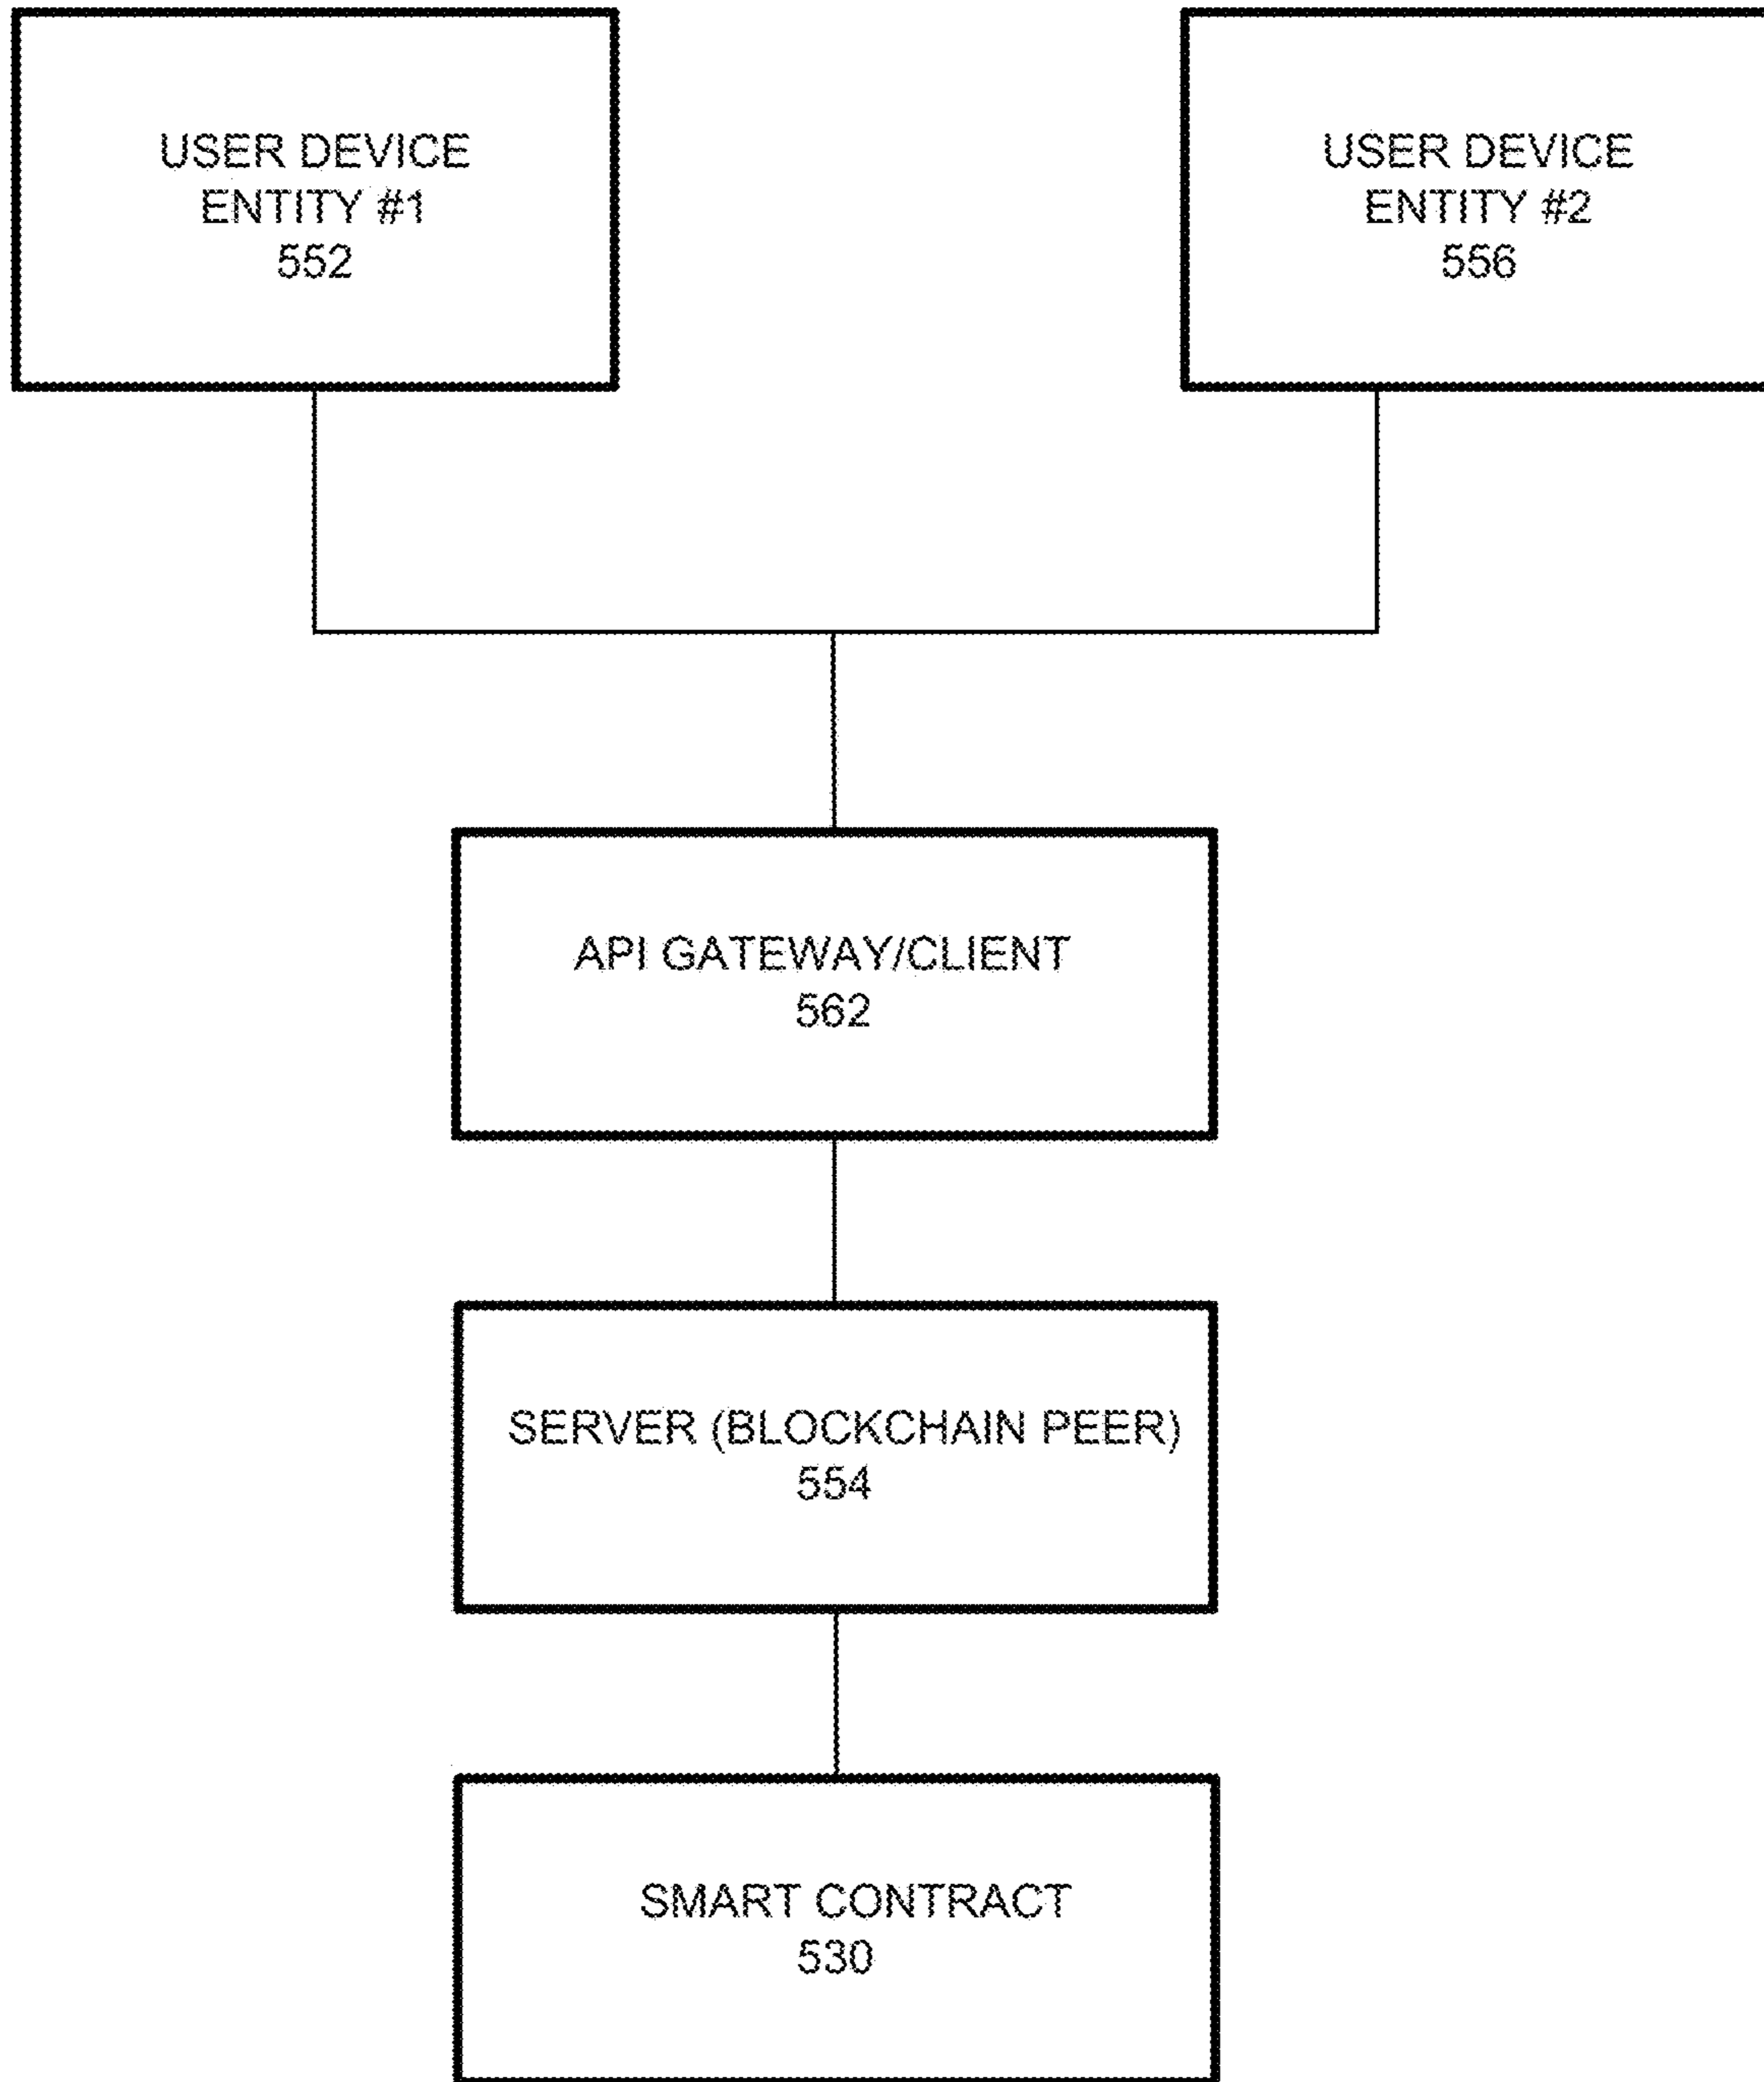 USER DEVICE
ENTITY #1
552
USER DEVICE
ENTITY #2
556
API GATEWAY/CLIENT
562
SERVER (BLOCKCHAIN PEER)
554
SMART CONTRACT
530